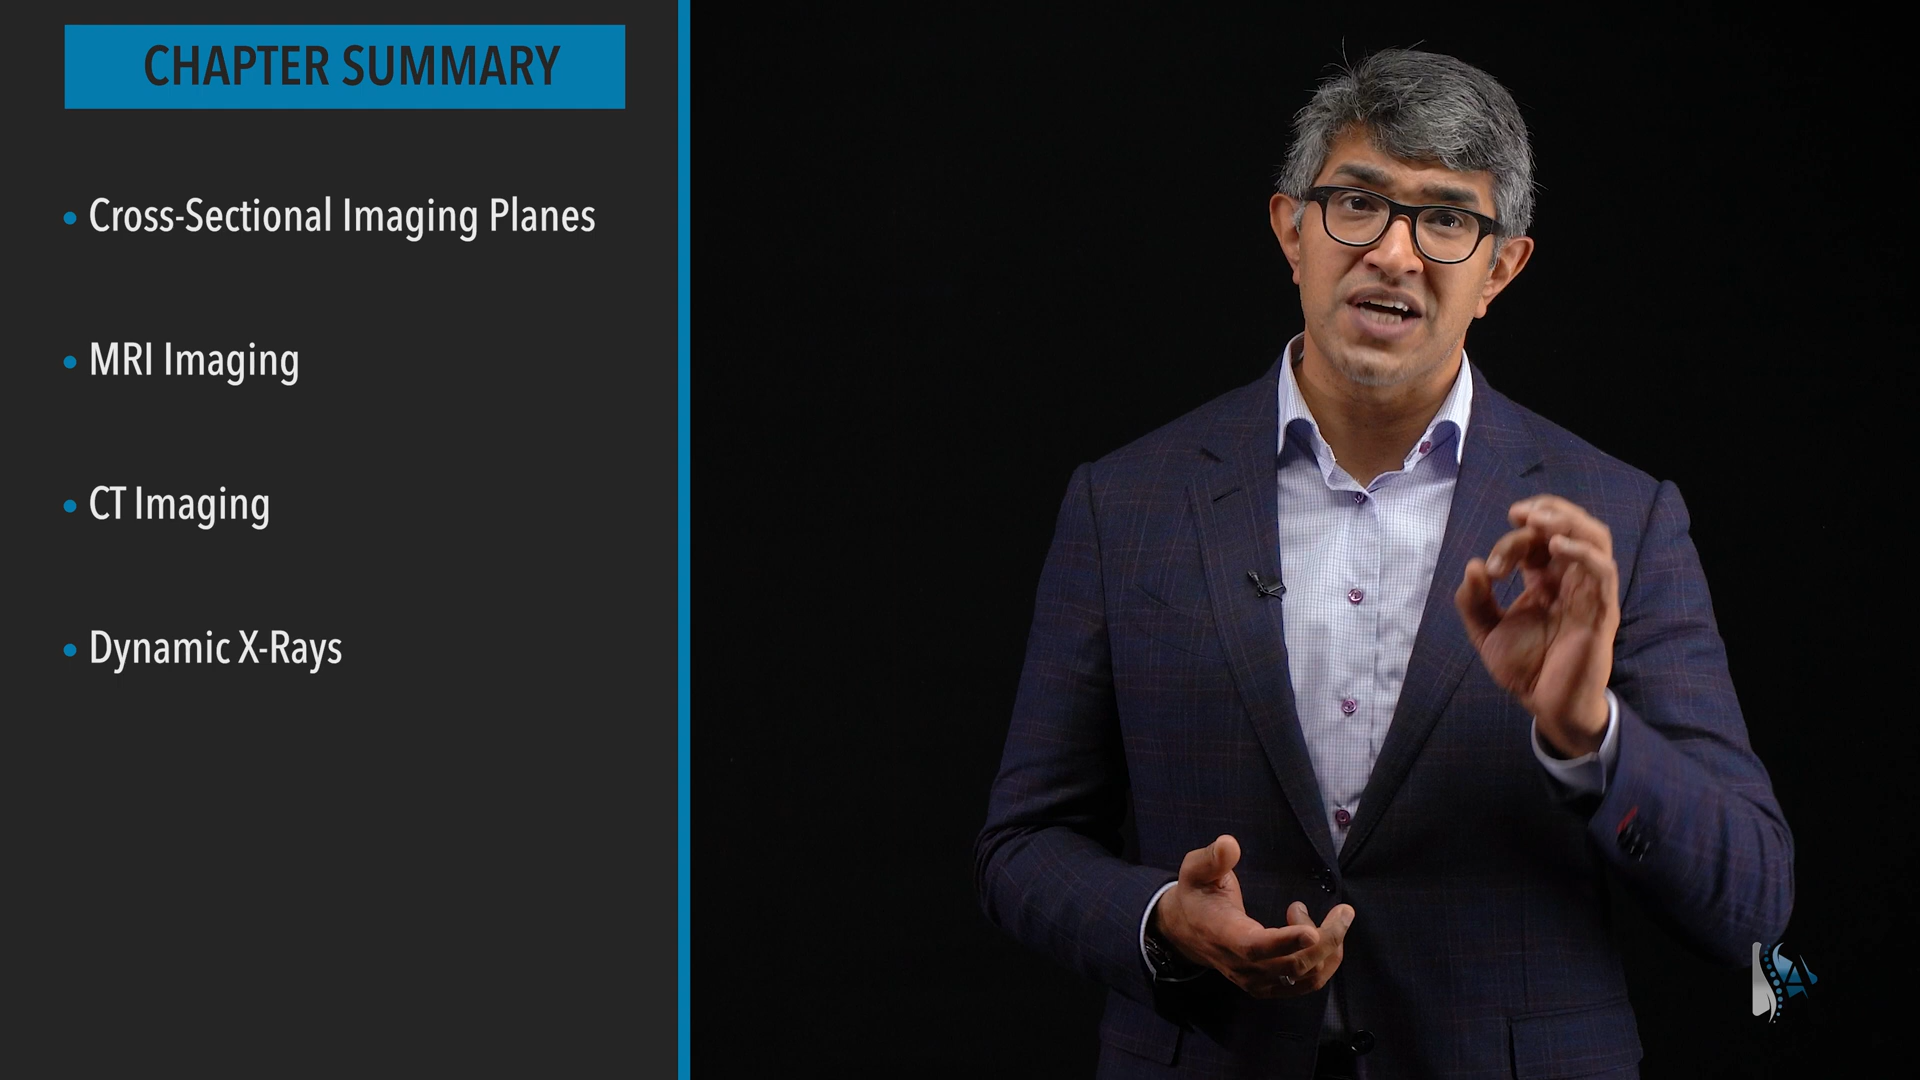 CHAPTER SUMMARY
• Cross-Sectional Imaging Planes
• MRI Imaging
• CT Imaging
• Dynamic X-Rays